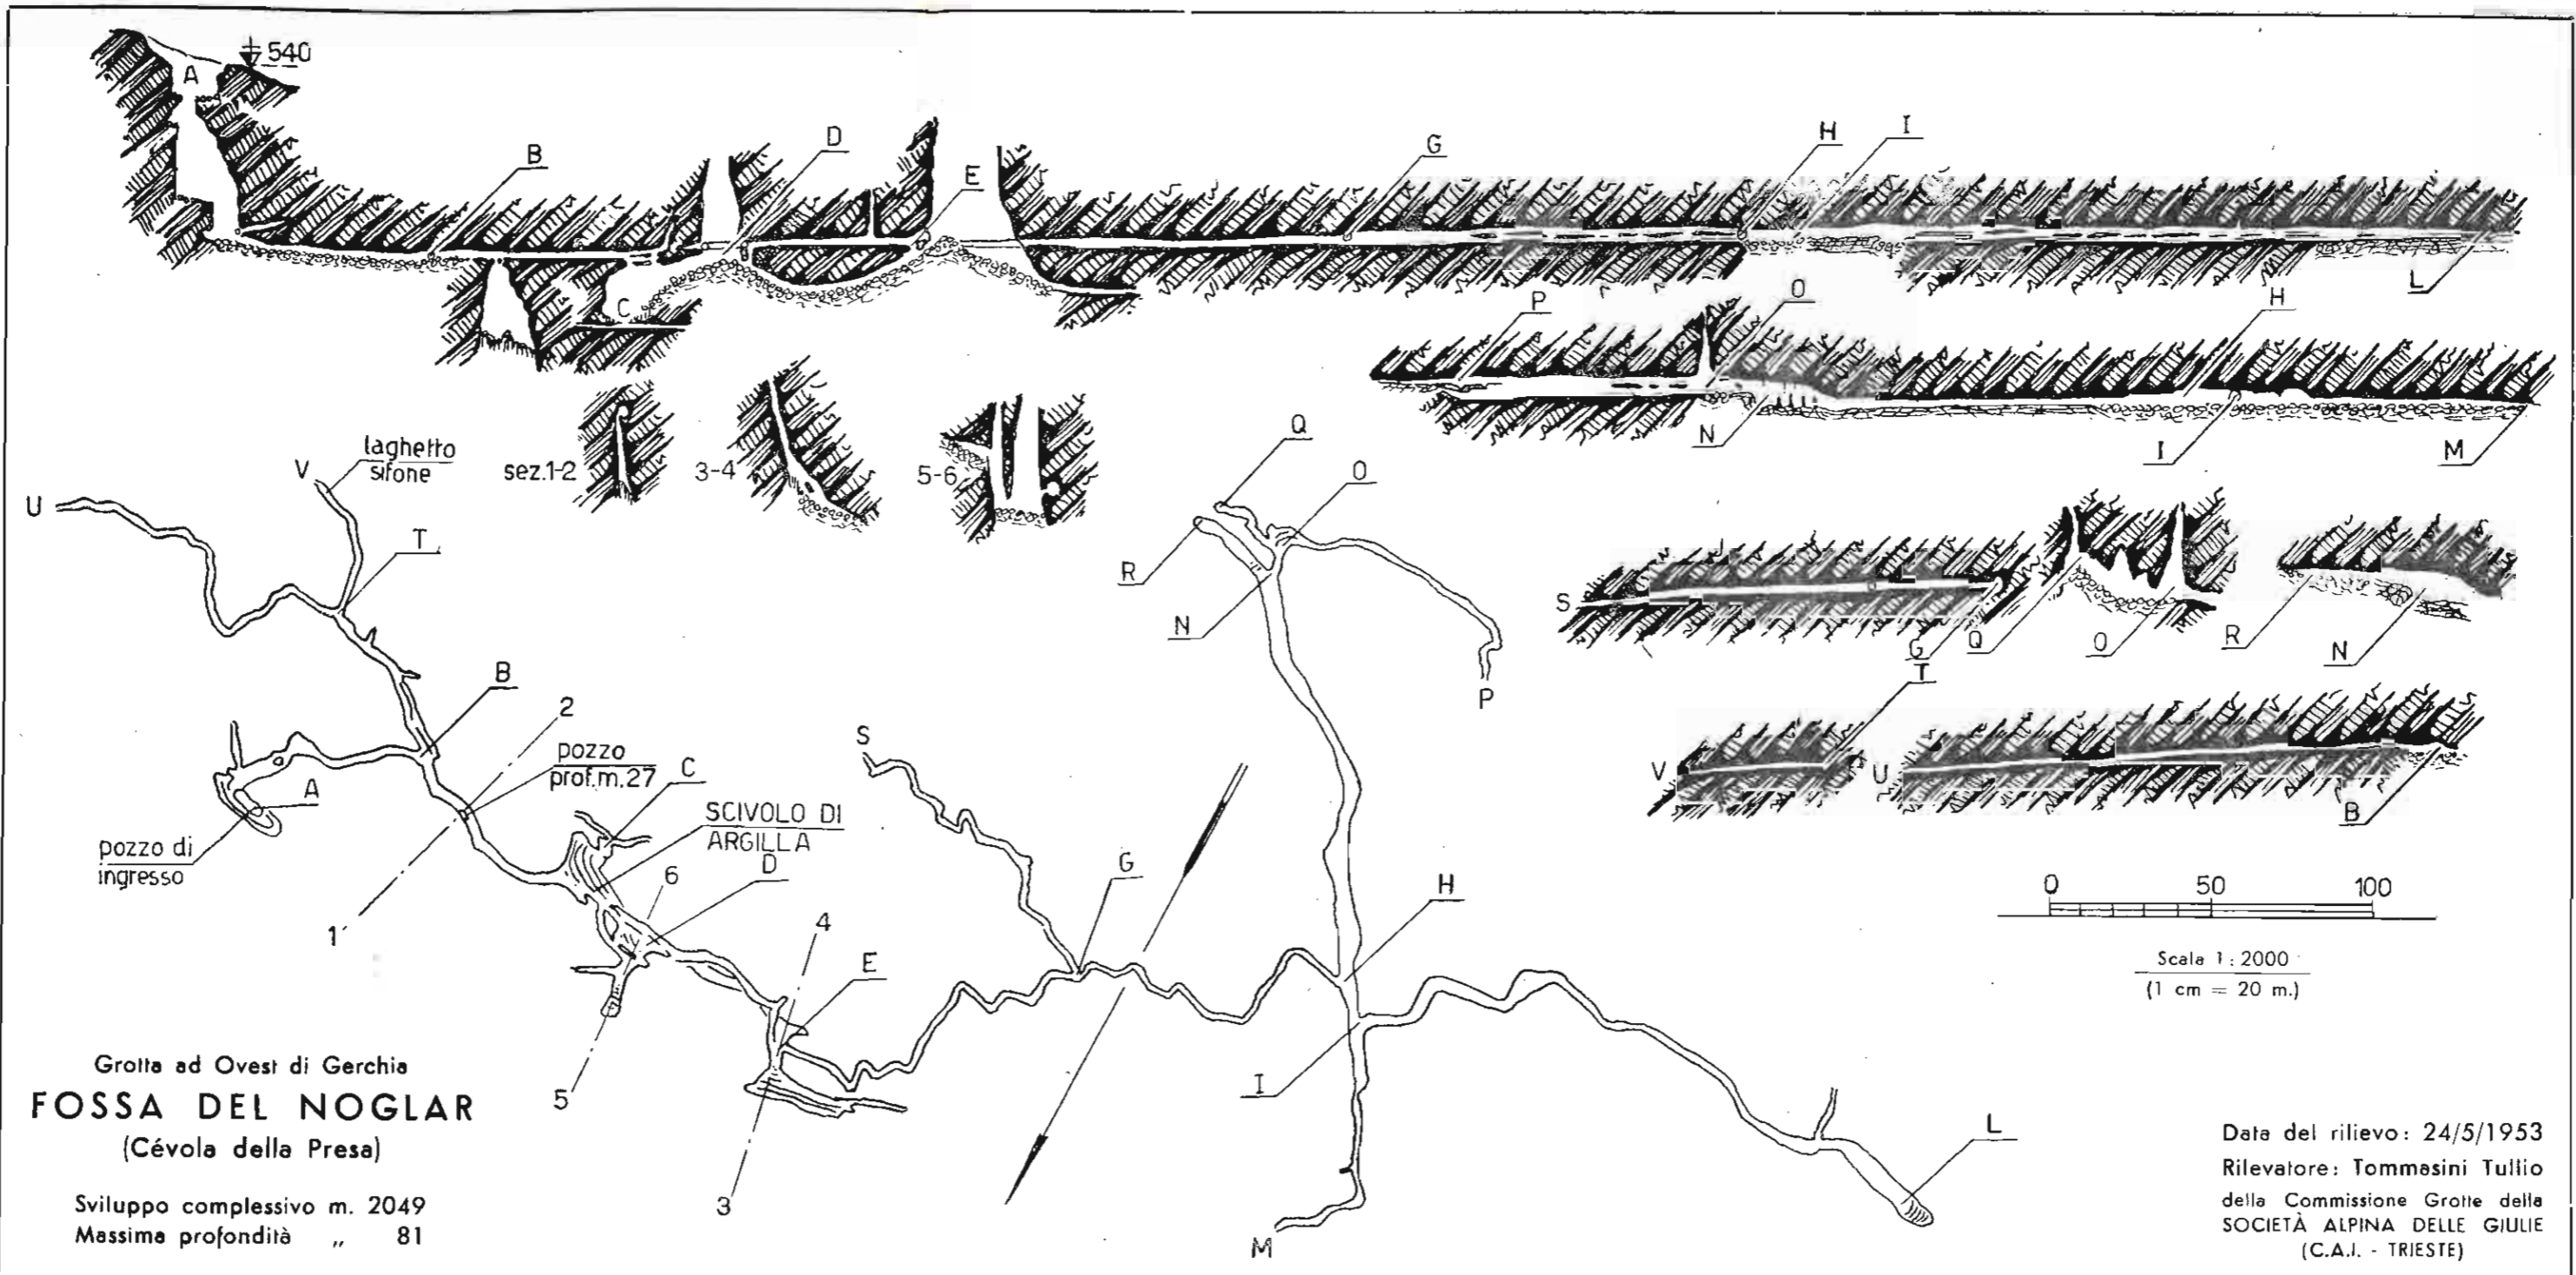 540
A
B
D
E
G
H
I
L
C
P
O
H
N
I
M
sez.1-2
3-4
5-6
S
G
Q
O
R
N
V
T
U
B
U
V
laghetto
sifone
T
B
2
pozzo
prof.m.27
C
SCIVOLO DI
ARGILLA
D
A
pozzo di
ingresso
1
6
4
E
5
3
S
G
Q
O
R
N
P
H
I
M
L
0 50 100
Scala 1:2000
(1 cm = 20 m.)
Grotta ad Ovest di Gerchia
FOSSA DEL NOGLAR
(Cévola della Presa)
Sviluppo complessivo m. 2049
Massima profondità „ 81
Data del rilievo: 24/5/1953
Rilevatore: Tommasini Tullio
della Commissione Grotte della
SOCIETÀ ALPINA DELLE GIULIE
(C.A.I. - TRIESTE)